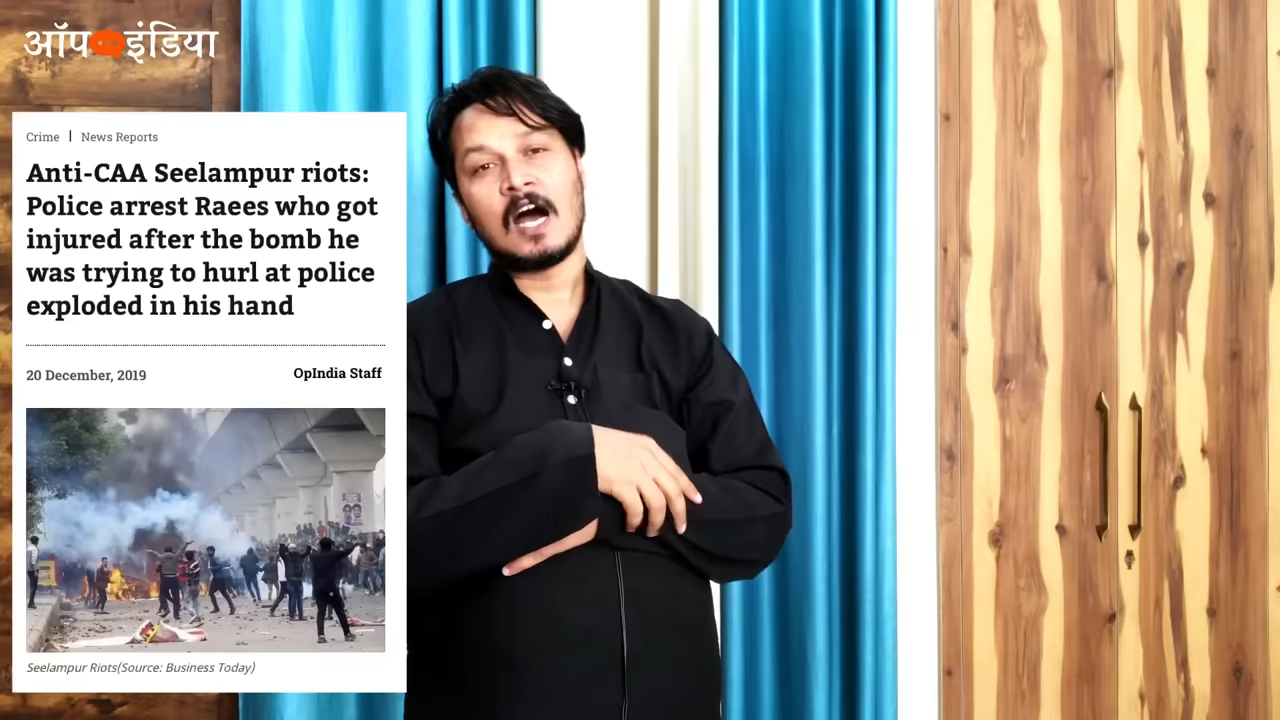 ऑपइंडिया
Crime | News Reports
Anti-CAA Seelampur riots:
Police arrest Raees who got
injured after the bomb he
was trying to hurl at police
exploded in his hand
20 December, 2019
OpIndia Staff
Seelampur Riots(Source: Business Today)